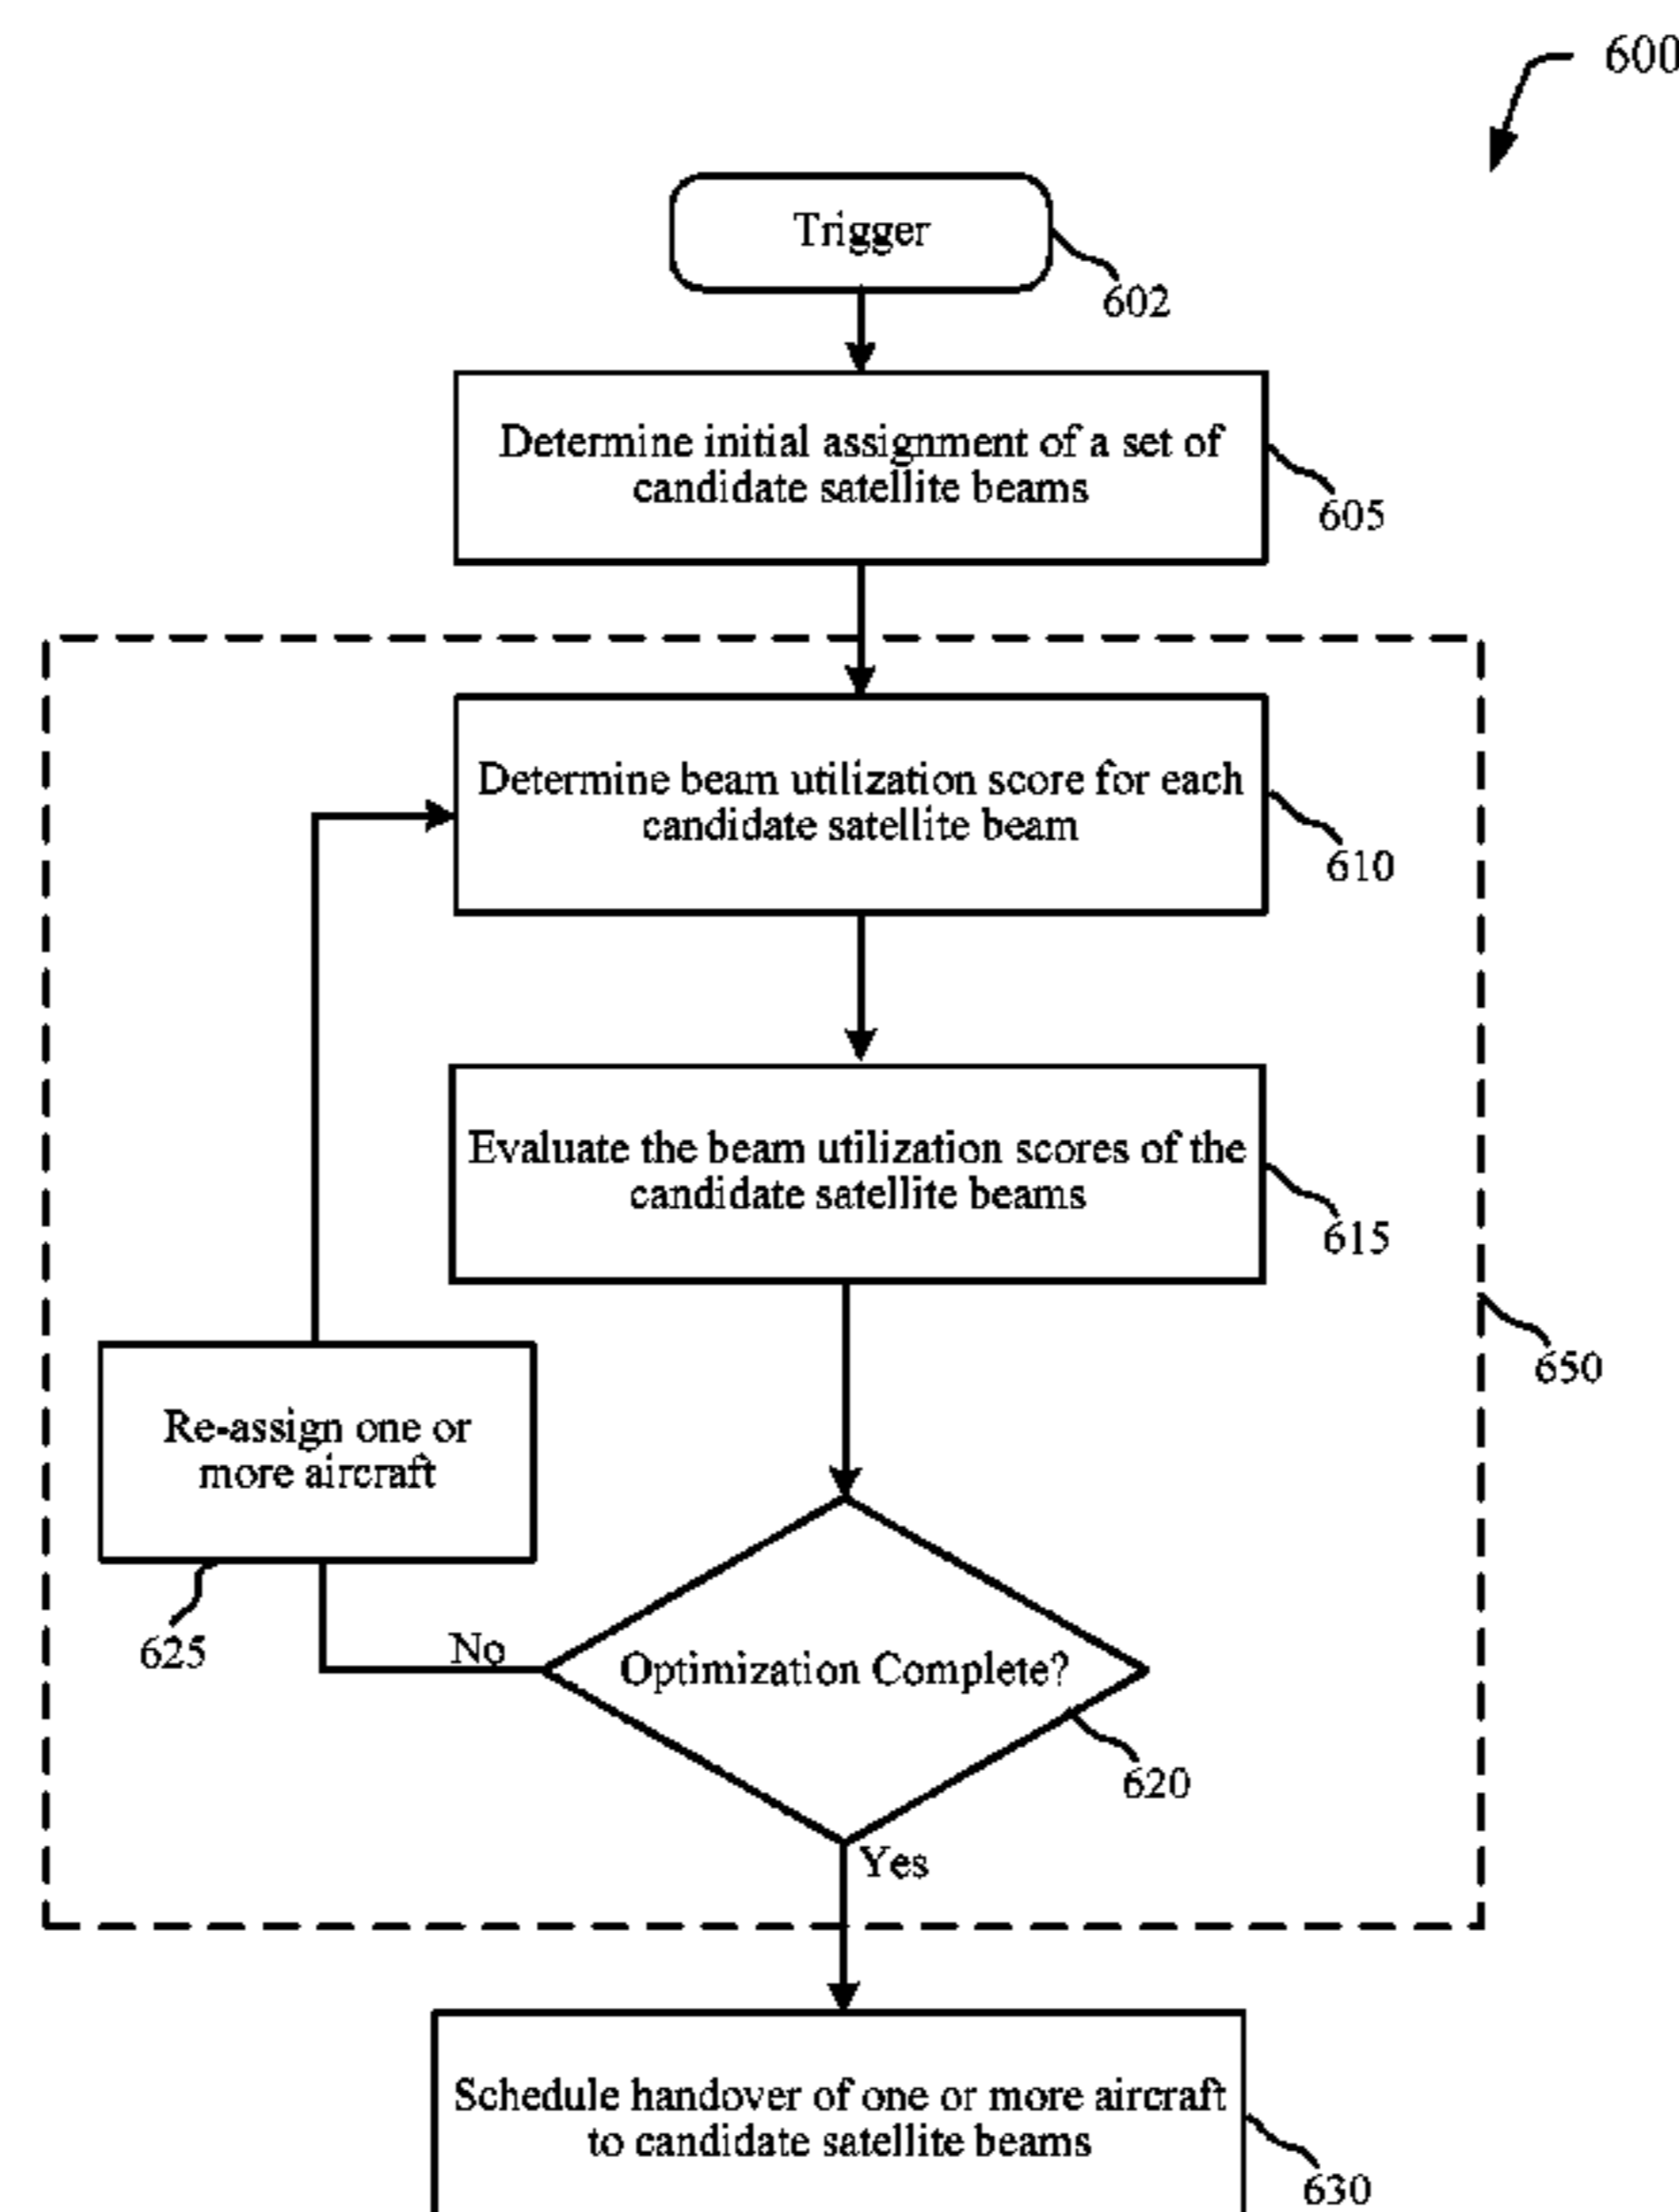 600
Trigger
602
Determine initial assignment of a set of
candidate satellite beams
605
Determine beam utilization score for each
candidate satellite beam
610
Evaluate the beam utilization scores of the
candidate satellite beams
615
650
Re-assign one or
more aircraft
625
No
Optimization Complete?
620
Yes
Schedule handover of one or more aircraft
to candidate satellite beams
630